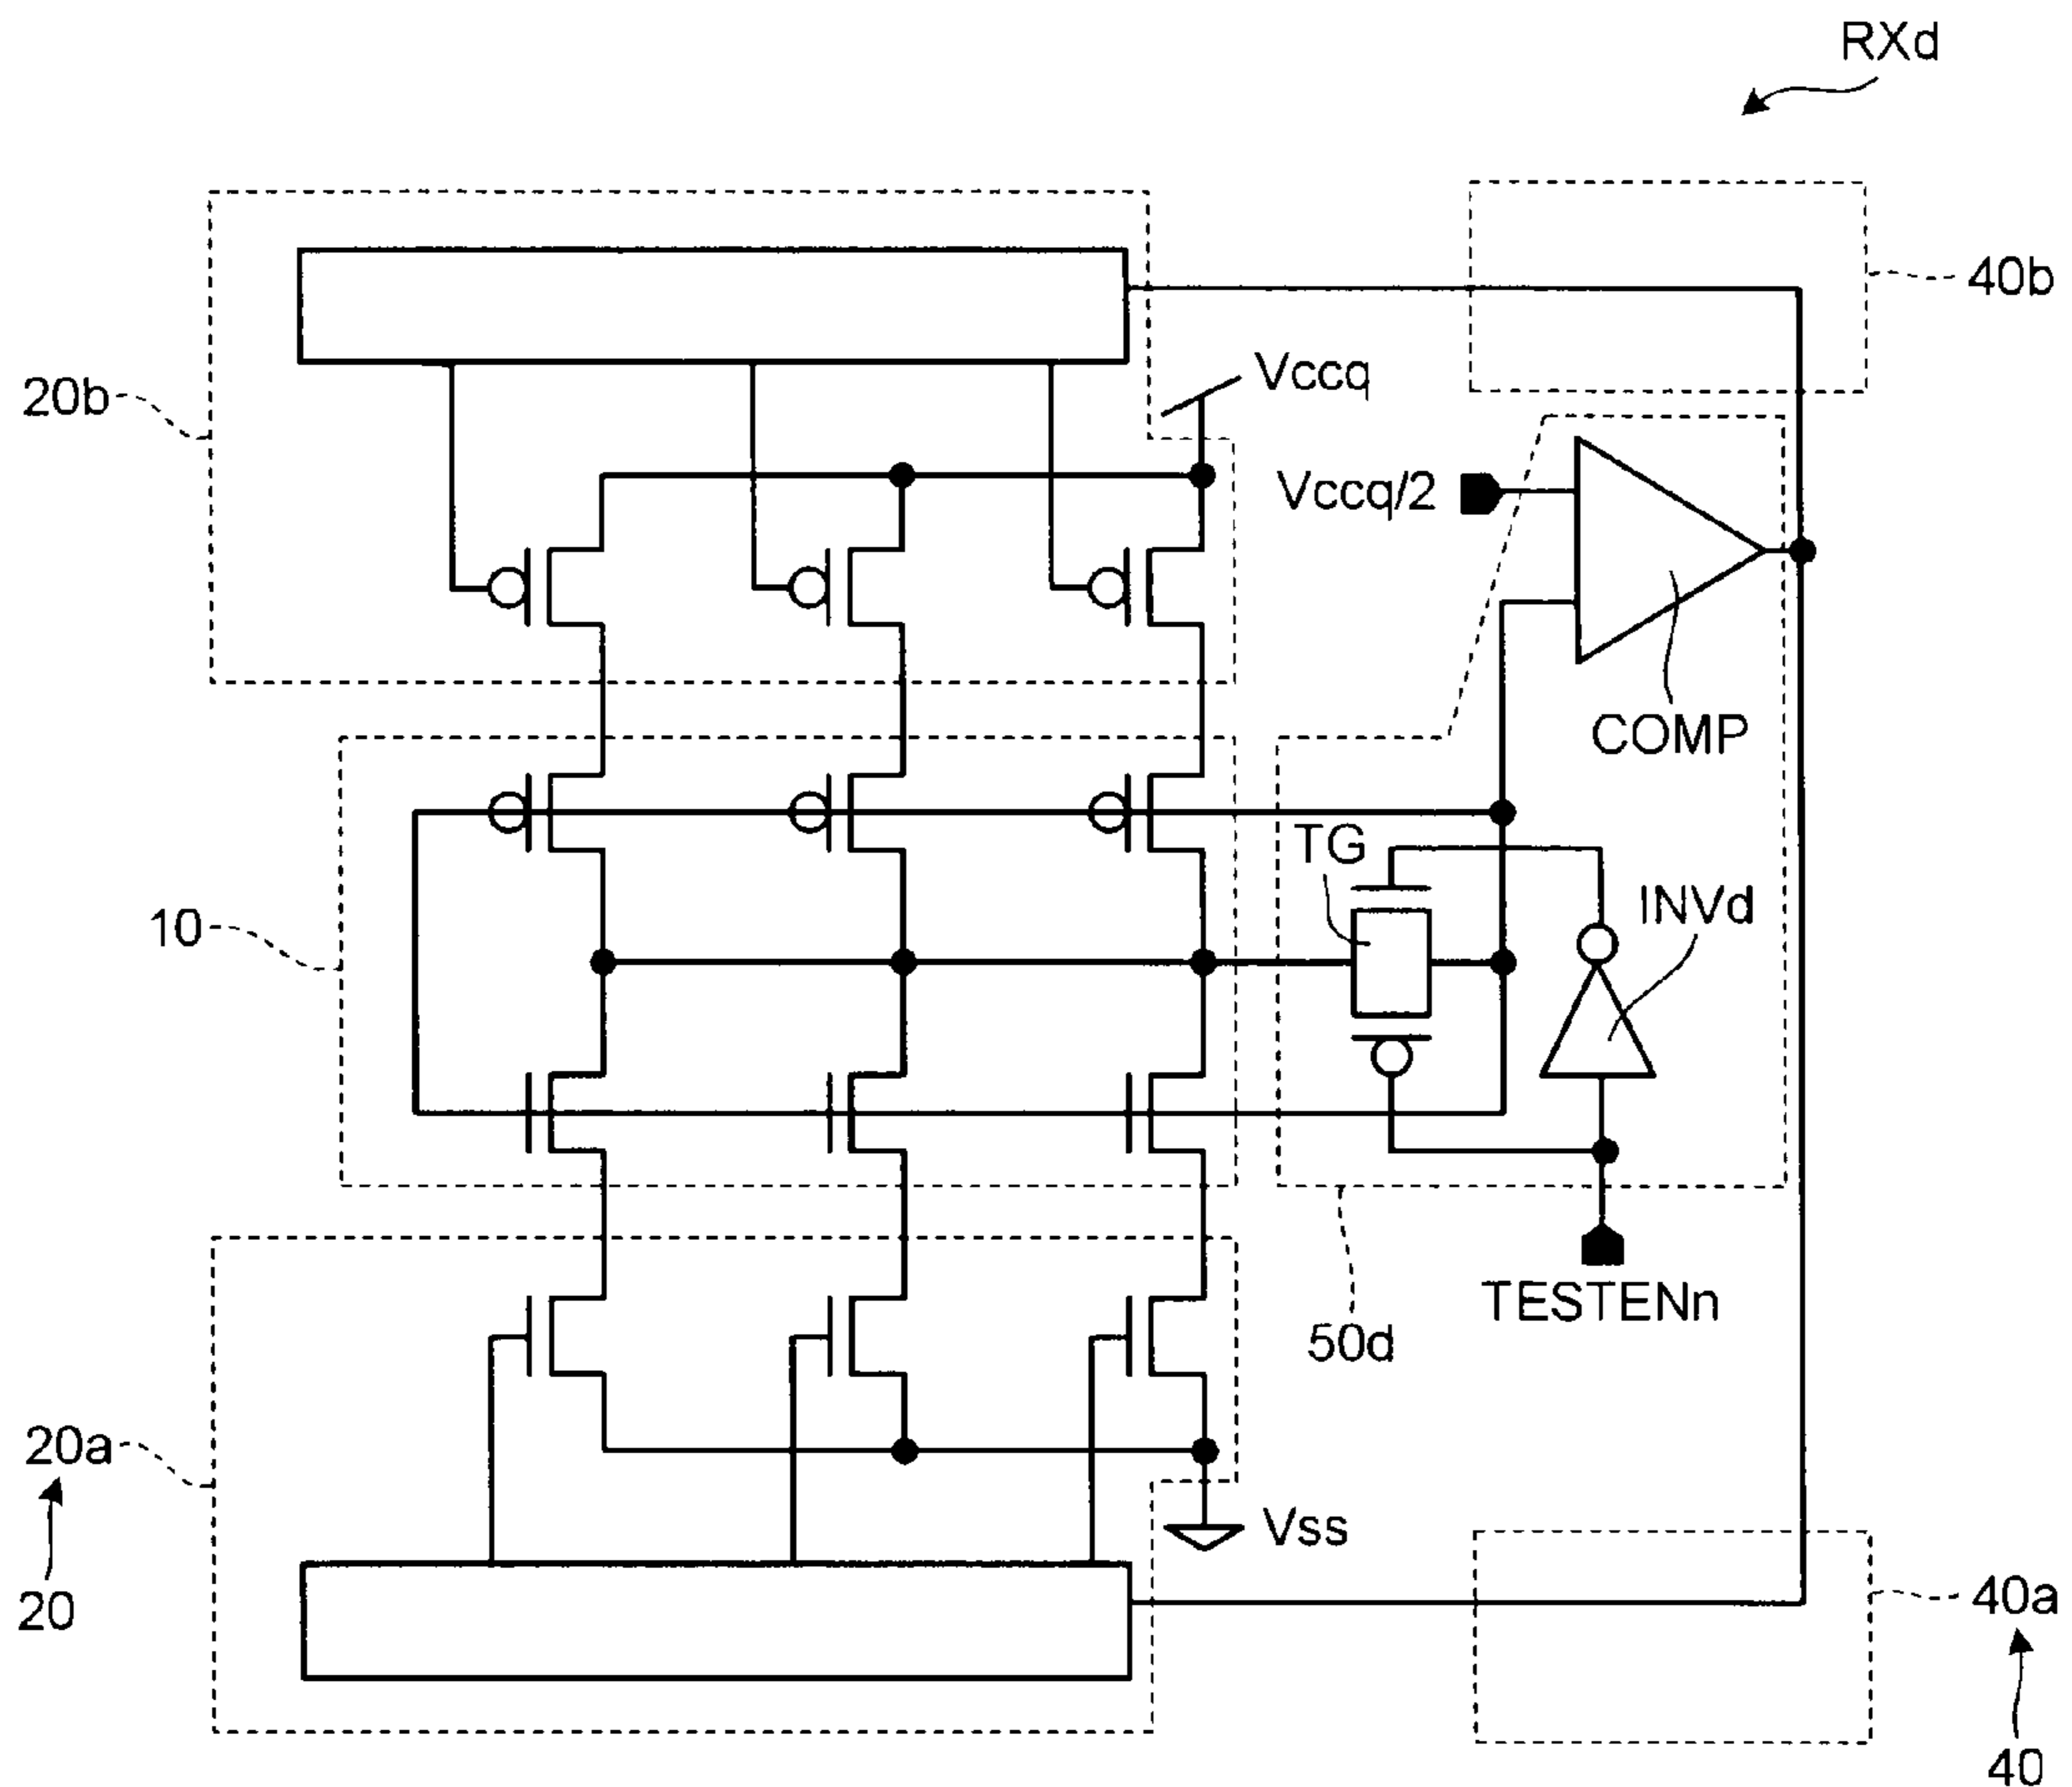 RXd
40b
20b
Vccq
Vccq/2
COMP
TG
INVd
10
TESTENn
50d
20a
20
Vss
40a
40